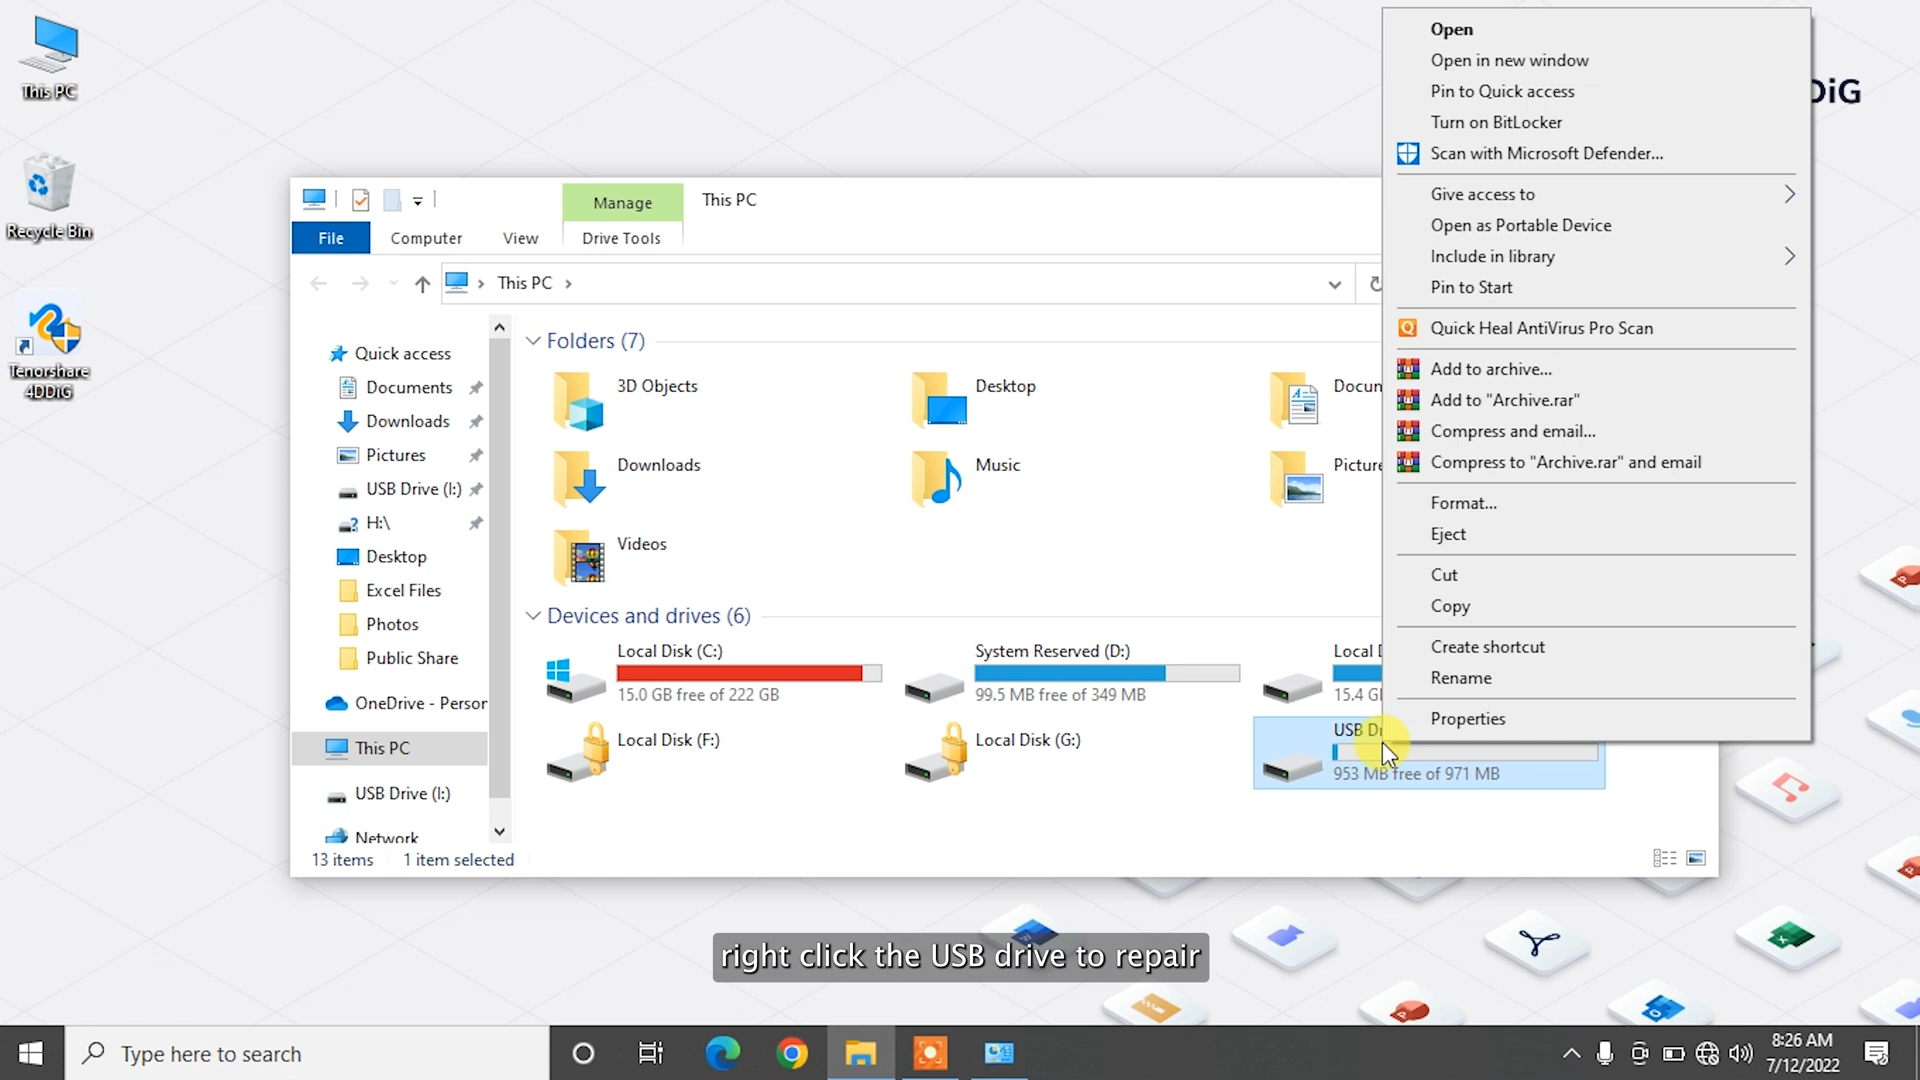 This PC
Recycle Bin
Tenorshare
4DDiG
DiG
Manage
This PC
File
Computer
View
Drive Tools
This PC
Quick access
Documents
Downloads
Pictures
USB Drive (I:)
H:\
Desktop
Excel Files
Photos
Public Share
OneDrive - Person
This PC
USB Drive (I:)
Network
Folders (7)
3D Objects
Desktop
Docum
Downloads
Music
Picture
Videos
Devices and drives (6)
Local Disk (C:)
15.0 GB free of 222 GB
System Reserved (D:)
99.5 MB free of 349 MB
Local D
15.4 G
Local Disk (F:)
Local Disk (G:)
USB Dr
953 MB free of 971 MB
13 items
1 item selected
Open
Open in new window
Pin to Quick access
Turn on BitLocker
Scan with Microsoft Defender...
Give access to
Open as Portable Device
Include in library
Pin to Start
Quick Heal AntiVirus Pro Scan
Add to archive...
Add to "Archive.rar"
Compress and email...
Compress to "Archive.rar" and email
Format...
Eject
Cut
Copy
Create shortcut
Rename
Properties
right click the USB drive to repair
Type here to search
8:26 AM
7/12/2022